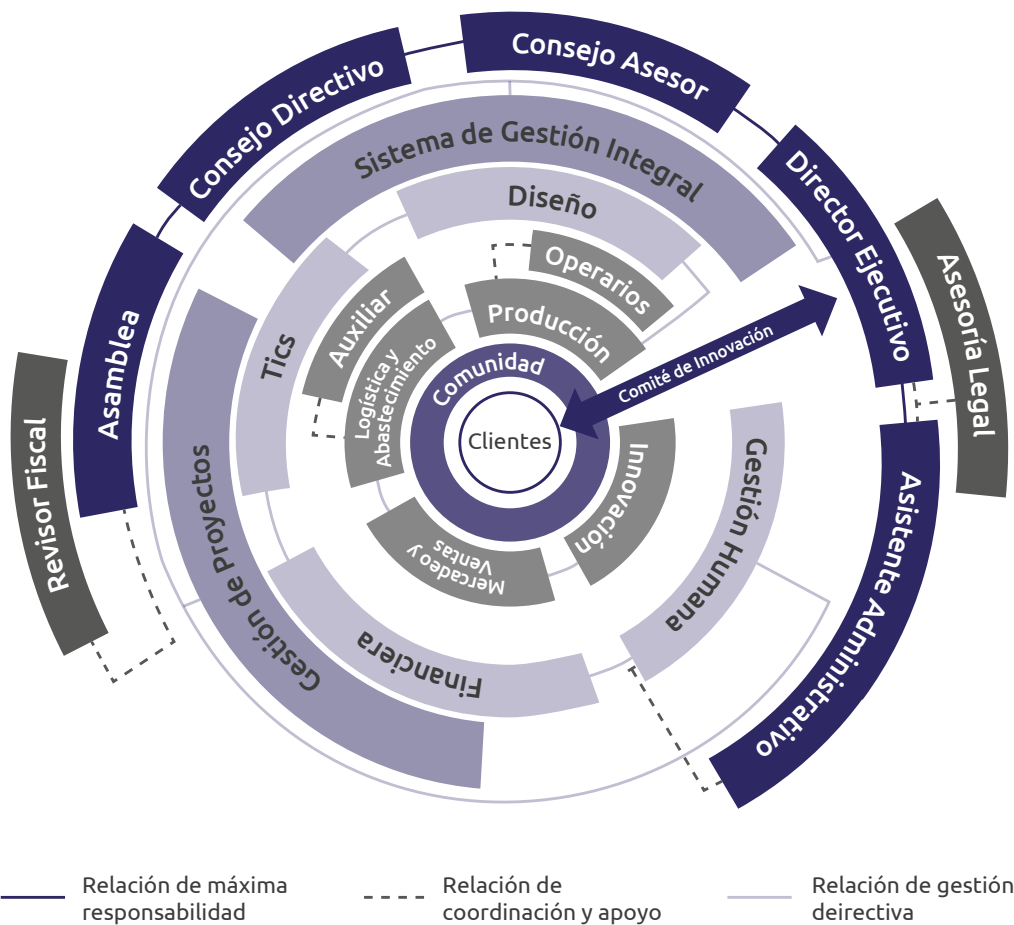 Consejo Asesor
Consejo Directivo
Director Ejecutivo
Asamblea
Asesoría Legal
Revisor Fiscal
Asistente Administrativo
Sistema de Gestión Integral
Gestión de Proyectos
Diseño
Tics
Financiera
Gestión Humana
Operarios
Producción
Auxiliar
Logística y
Abastecimiento
Mercadeo y
Ventas
Innovación
Comunidad
Clientes
Comité de Innovación
Relación de máxima
responsabilidad
Relación de
coordinación y apoyo
Relación de gestión
deirectiva